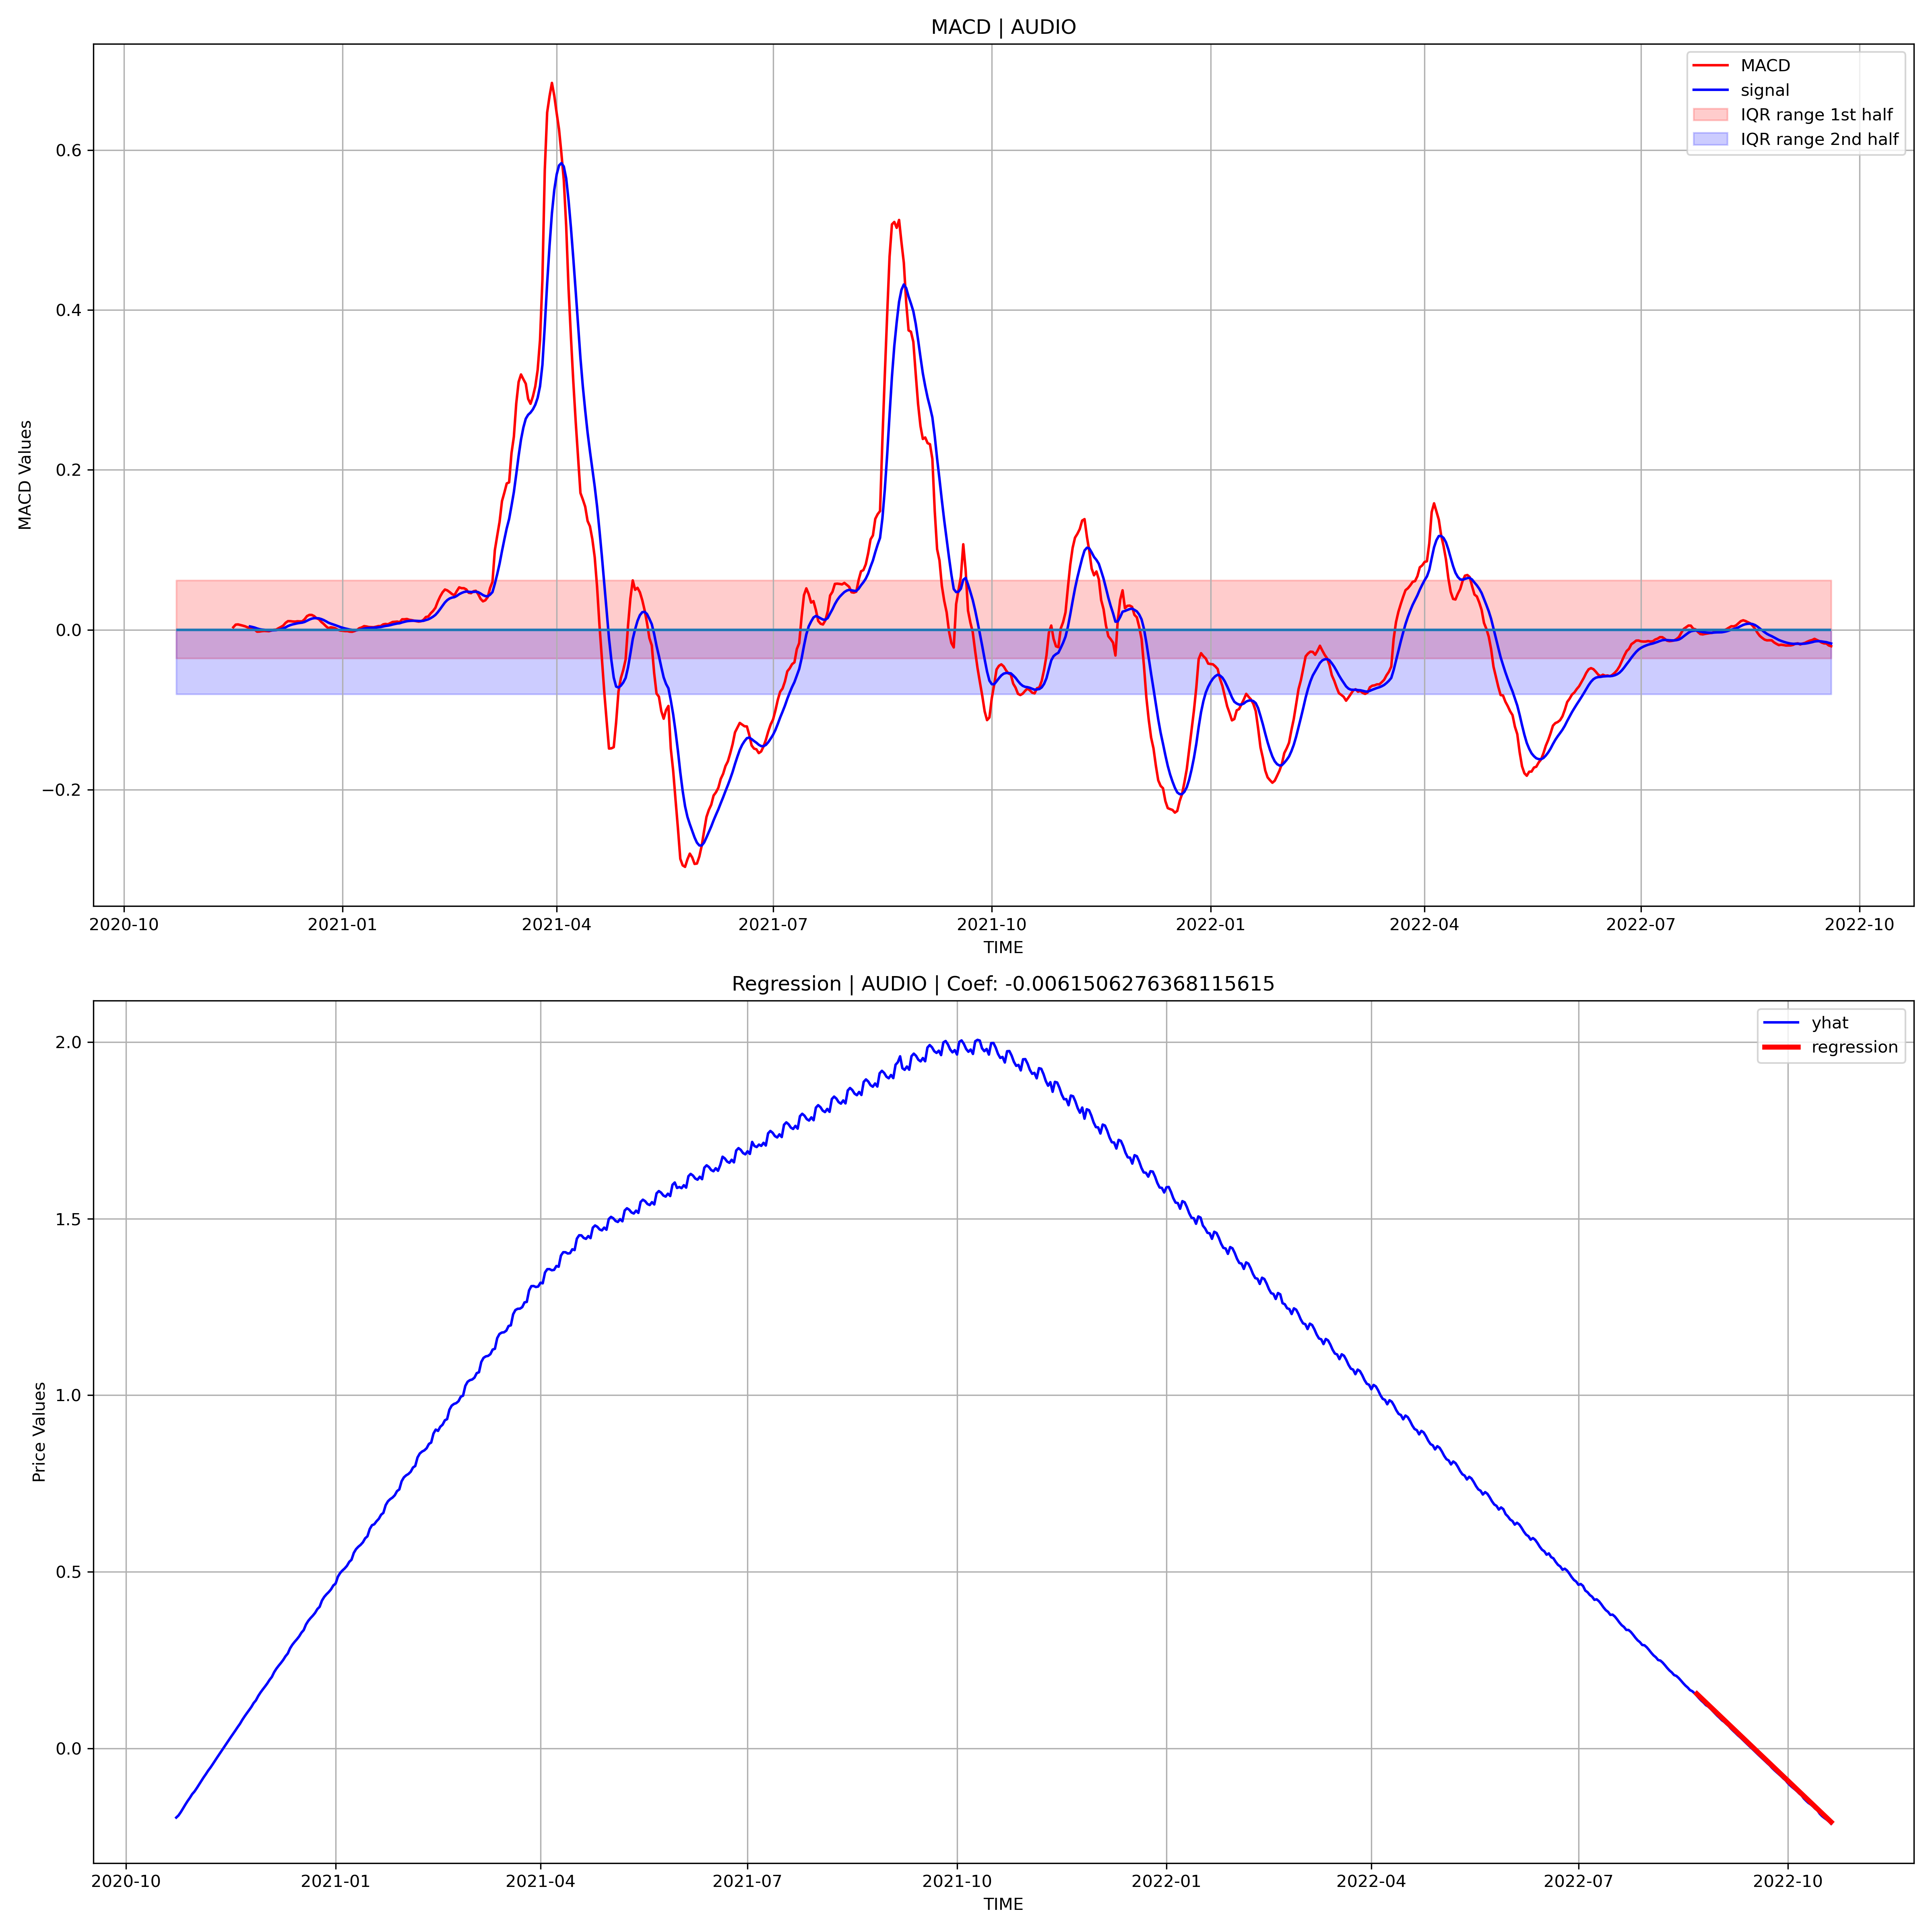 MACD | AUDIO
MACD
signal
IQR range 1st half
IQR range 2nd half
MACD Values
0.6
0.4
0.2
0.0
−0.2
2020-10 2021-01 2021-04 2021-07 2021-10 2022-01 2022-04 2022-07 2022-10
TIME
Regression | AUDIO | Coef: -0.0061506276368115615
yhat
regression
Price Values
2.0
1.5
1.0
0.5
0.0
2020-10 2021-01 2021-04 2021-07 2021-10 2022-01 2022-04 2022-07 2022-10
TIME